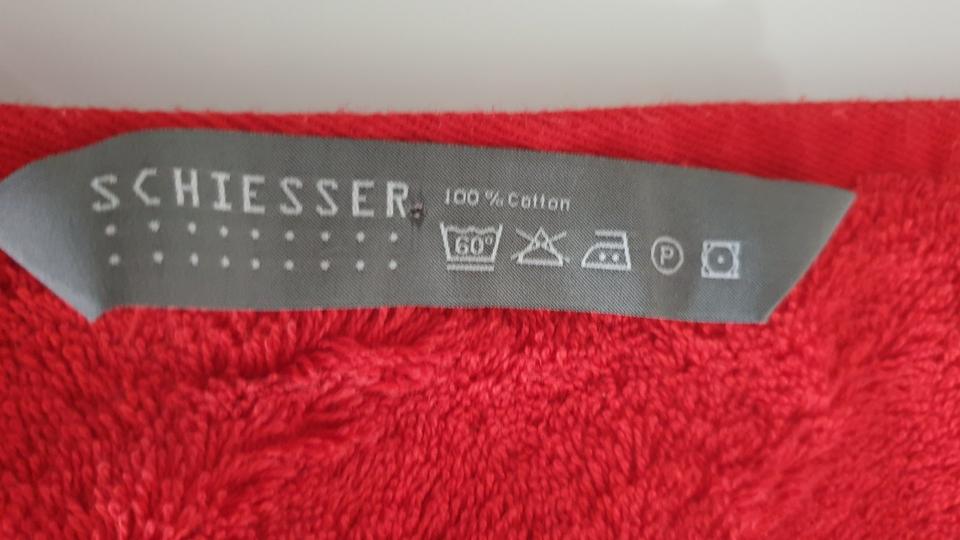 SCHIESSER
100 % Cotton
60° P